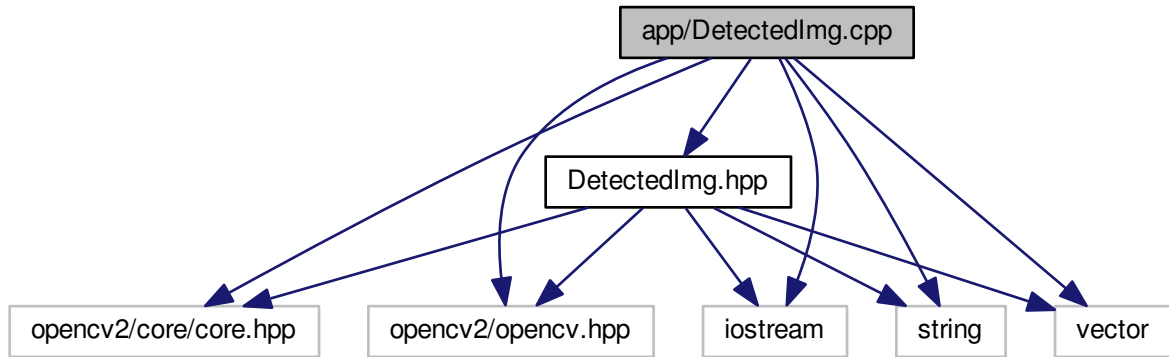 app/DetectedImg.cpp
DetectedImg.hpp
opencv2/core/core.hpp
opencv2/opencv.hpp
iostream
string
vector